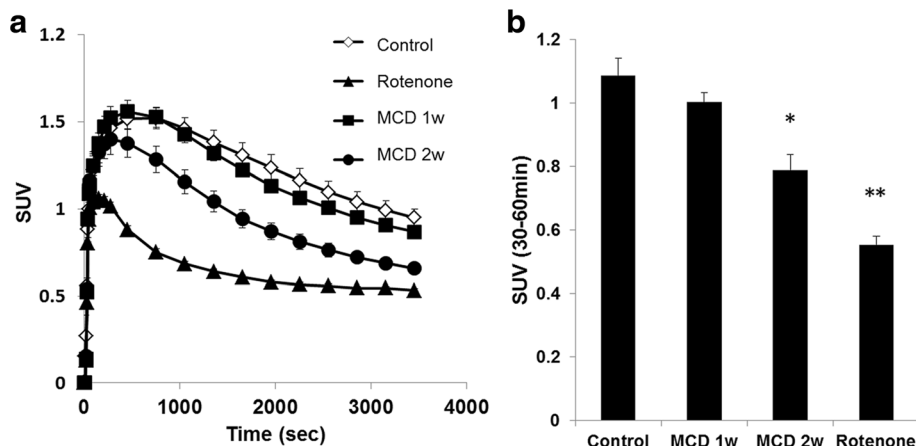 a
1.2
1.5
1
0.5
0
SUV
0
1000
2000
3000
4000
Time (sec)
Control
Rotenone
MCD 1w
MCD 2w
b
1.2
1
0.8
0.6
0.4
0.2
0
SUV (30-60min)
*
**
Control
MCD 1w
MCD 2w
Rotenone